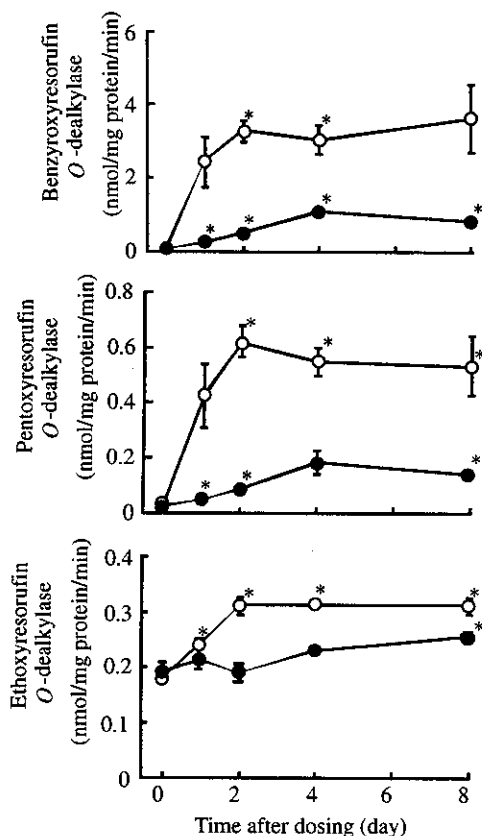 Benzyroxyresorufin
O -dealkylase
(nmol/mg protein/min)
6
4
2
0
*
*
*
*
*
*
Pentoxyresorufin
O -dealkylase
(nmol/mg protein/min)
0.8
0.6
0.4
0.2
0
*
*
*
*
*
*
Ethoxyresorufin
O -dealkylase
(nmol/mg protein/min)
0.4
0.3
0.2
0.1
0
*
*
*
*
*
0 2 4 6 8
Time after dosing (day)